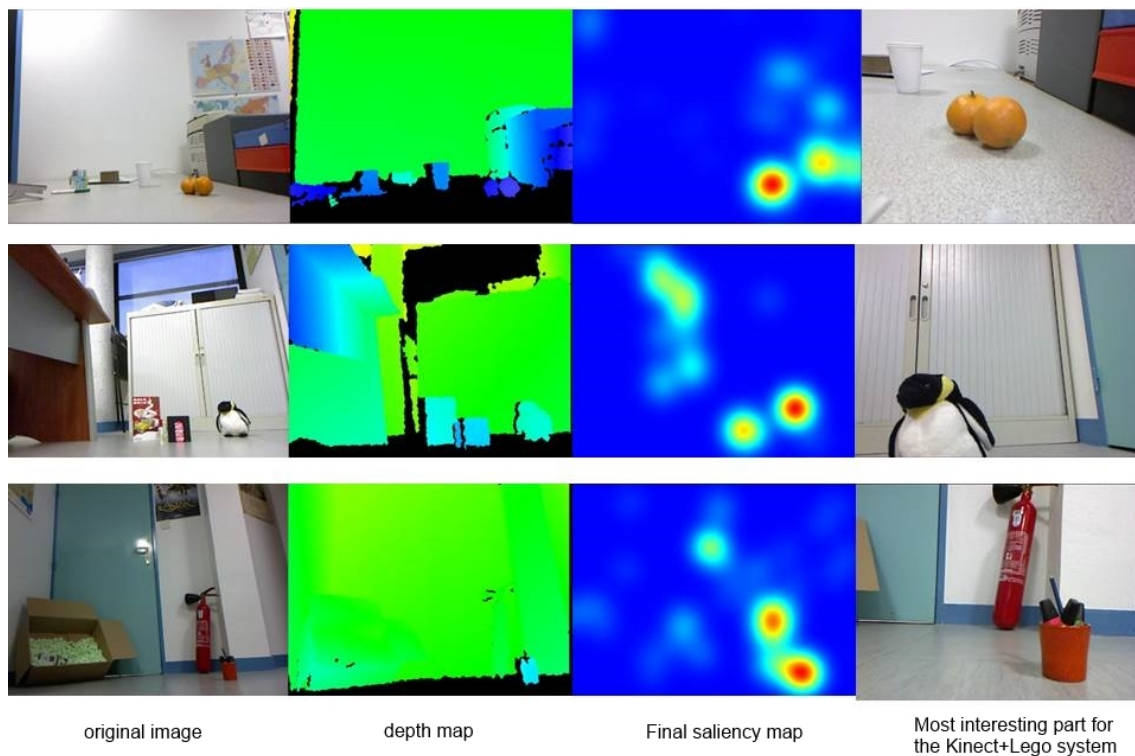 original image
depth map
Final saliency map
Most interesting part for
the Kinect+Lego system